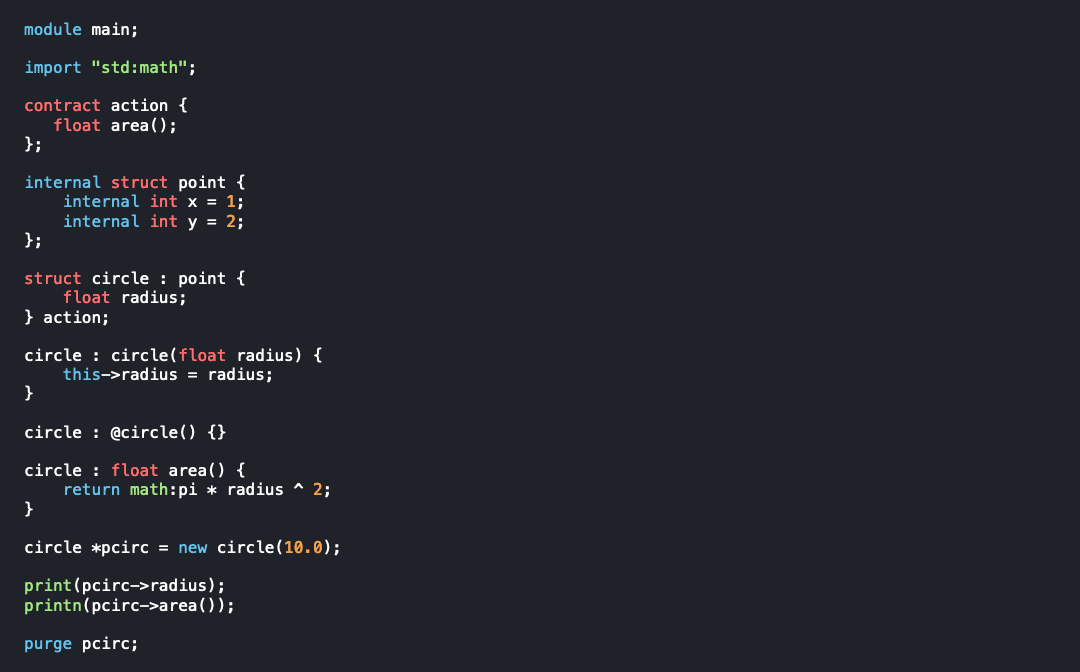 module main;
import "std:math";
contract action {
   float area();
};
internal struct point {
    internal int x = 1;
    internal int y = 2;
};
struct circle : point {
    float radius;
} action;
circle : circle(float radius) {
    this->radius = radius;
}
circle : @circle() {}
circle : float area() {
    return math:pi * radius ^ 2;
}
circle *pcirc = new circle(10.0);
print(pcirc->radius);
printn(pcirc->area());
purge pcirc;